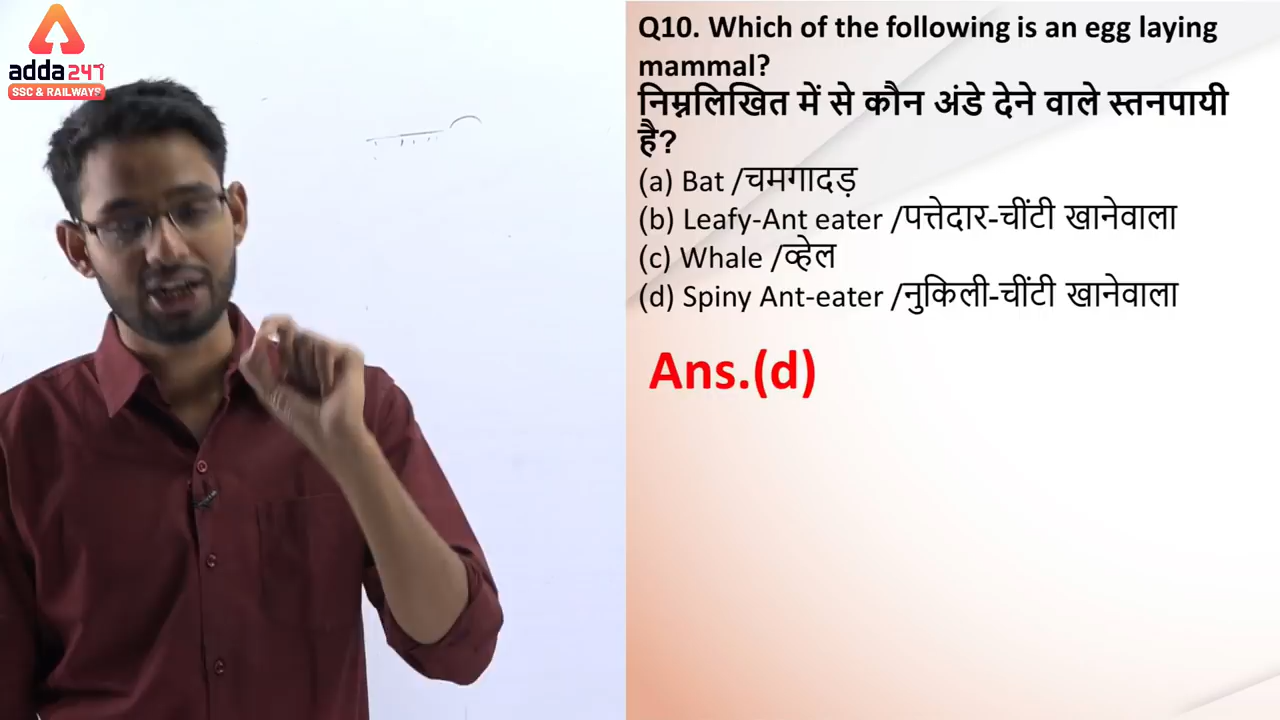 adda247
SSC & RAILWAYS
Q10. Which of the following is an egg laying
mammal?
निम्नलिखित में से कौन अंडे देने वाले स्तनपायी
है?
(a) Bat /चमगादड़
(b) Leafy-Ant eater /पत्तेदार-चींटी खानेवाला
(c) Whale /व्हेल
(d) Spiny Ant-eater /नुकिली-चींटी खानेवाला
Ans.(d)